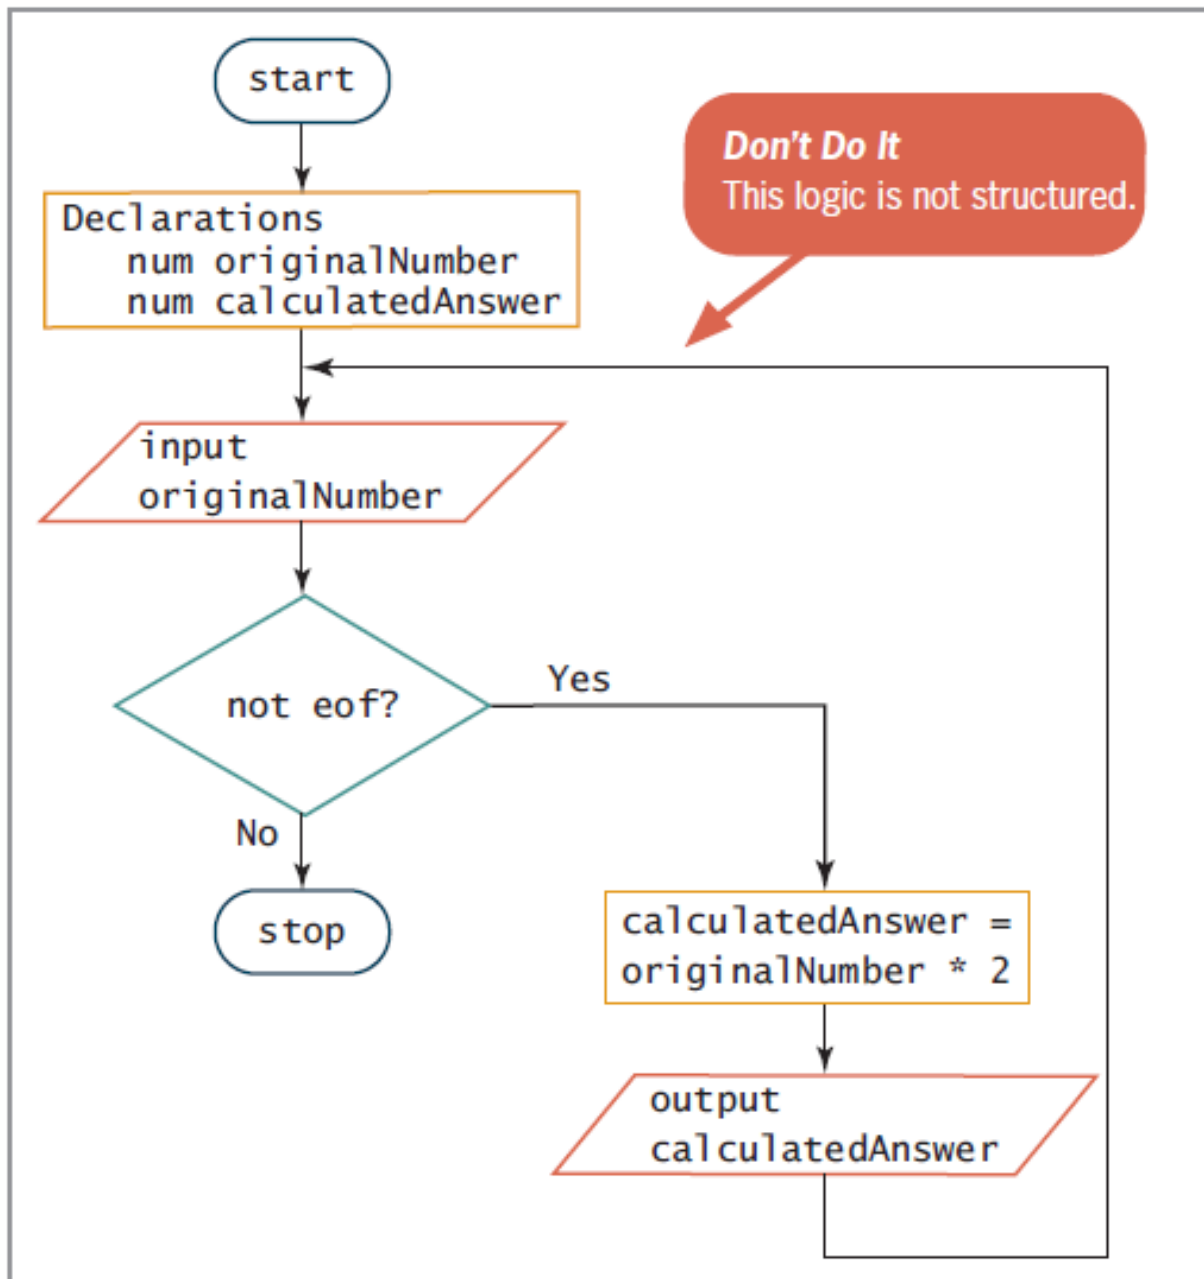 start
Don't Do It
This logic is not structured.
Declarations
num originalNumber
num calculatedAnswer
input
originalNumber
not eof?
Yes
No
stop
calculatedAnswer =
originalNumber * 2
output
calculatedAnswer